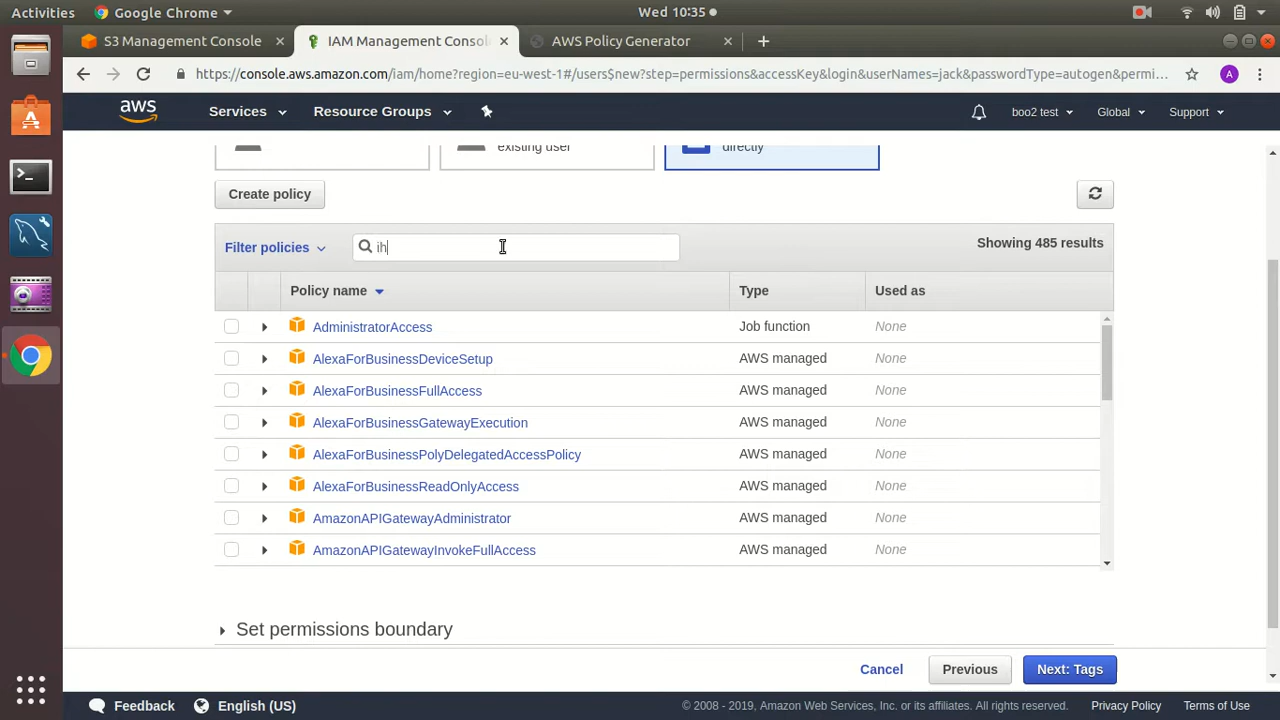 Activities Google Chrome Wed 10:35
S3 Management Console IAM Management Conso AWS Policy Generator
https://console.aws.amazon.com/iam/home?region=eu-west-1#/users$new?step=permissions&accessKey&login&userNames=jack&passwordType=autogen&permi... A
aws Services Resource Groups boo2 test Global Support
existing user directly
Create policy
Filter policies ih Showing 485 results
Policy name Type Used as
AdministratorAccess Job function None
AlexaForBusinessDeviceSetup AWS managed None
AlexaForBusinessFullAccess AWS managed None
AlexaForBusinessGatewayExecution AWS managed None
AlexaForBusinessPolyDelegatedAccessPolicy AWS managed None
AlexaForBusinessReadOnlyAccess AWS managed None
AmazonAPIGatewayAdministrator AWS managed None
AmazonAPIGatewayInvokeFullAccess AWS managed None
Set permissions boundary
Cancel Previous Next: Tags
Feedback English (US) © 2008 - 2019, Amazon Web Services, Inc. or its affiliates. All rights reserved. Privacy Policy Terms of Use